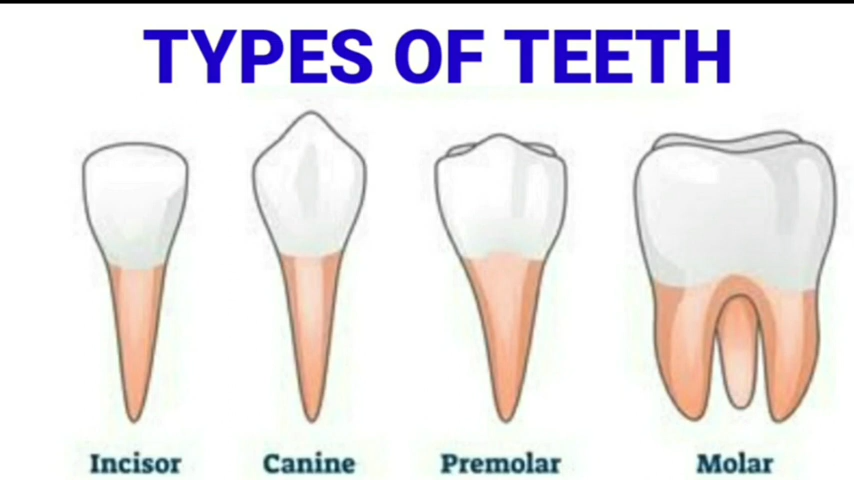 TYPES OF TEETH
Incisor
Canine
Premolar
Molar